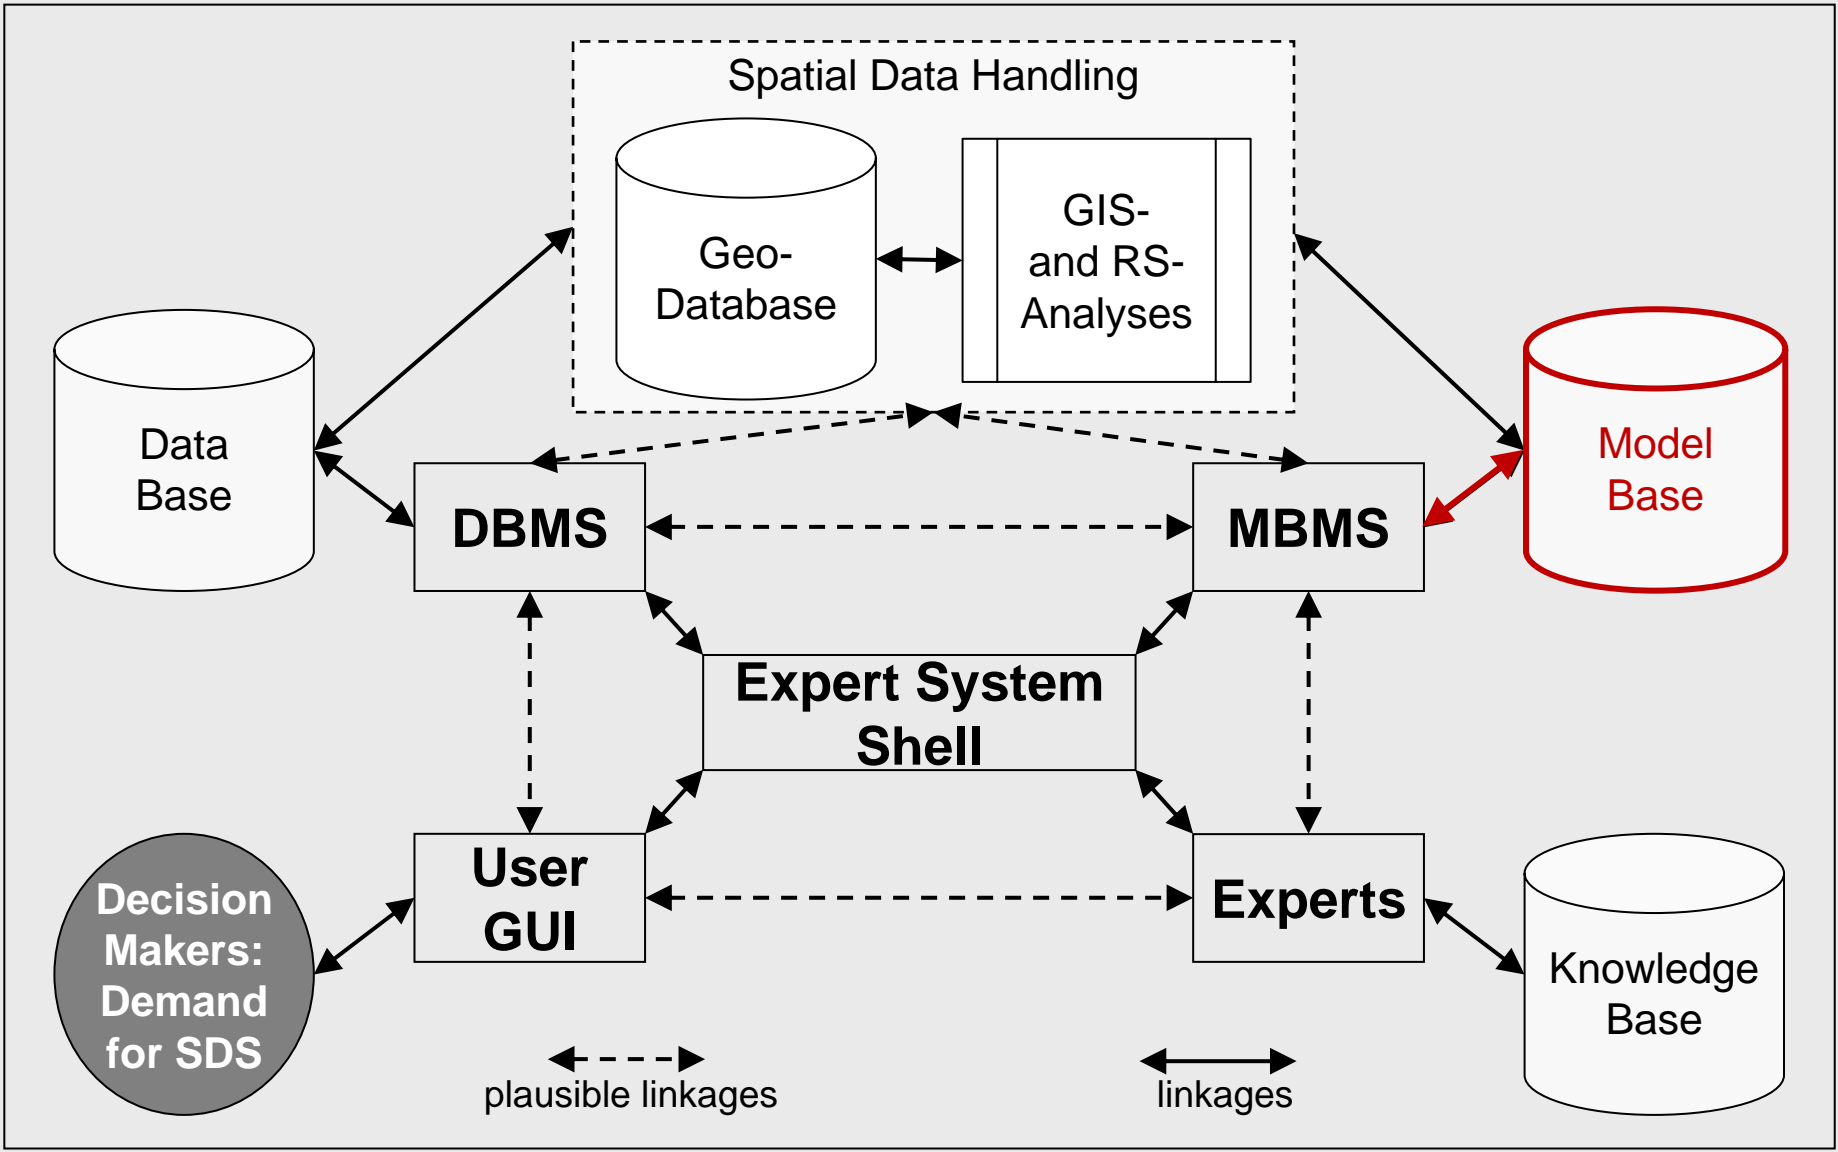 Spatial Data Handling
Geo-
Database
GIS-
and RS-
Analyses
Data
Base
Model
Base
DBMS
MBMS
Expert System
Shell
User
GUI
Experts
Decision
Makers:
Demand
for SDS
Knowledge
Base
plausible linkages
linkages